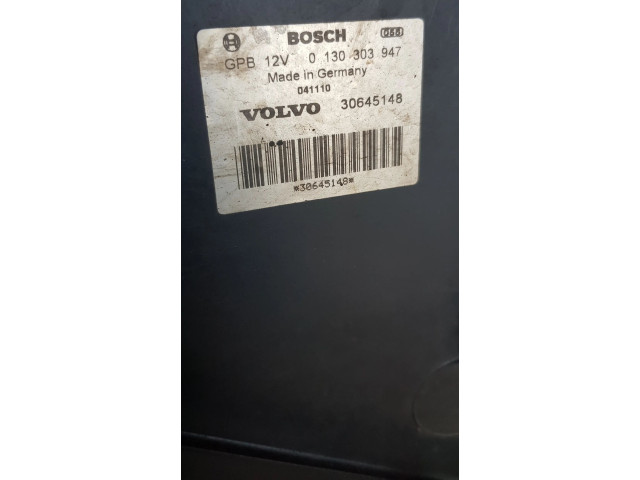 BOSCH
GPB 12V 0 130 303 947
Made in Germany
041110
VOLVO 30645148
*30645148*